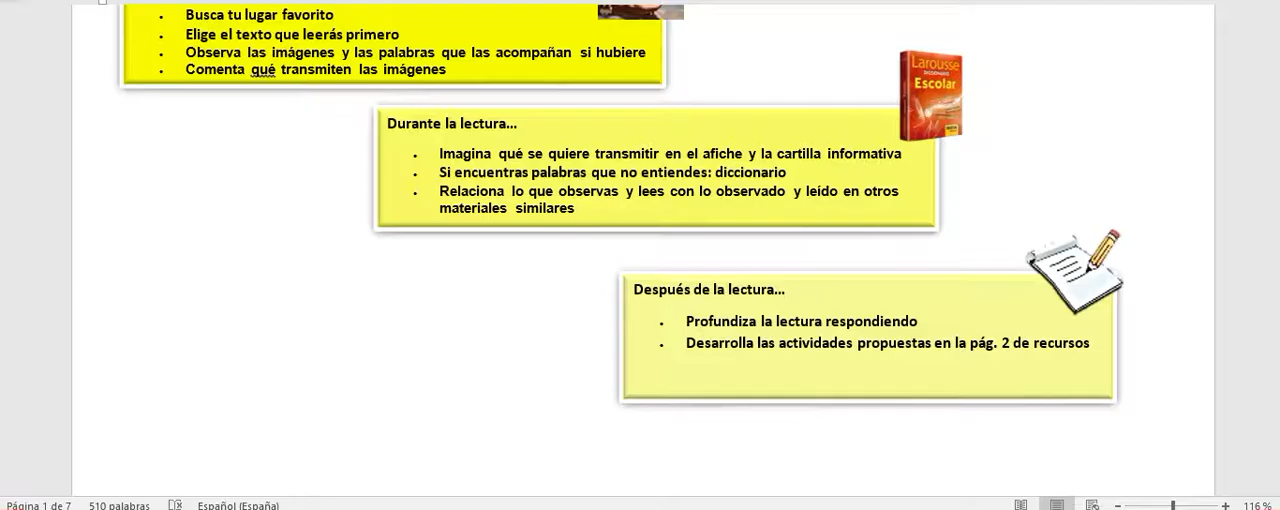 Busca tu lugar favorito
Elige el texto que leerás primero
Observa las imágenes y las palabras que las acompañan si hubiere
Comenta qué transmiten las imágenes
Larousse
DICCIONARIO
Escolar
Durante la lectura...
Imagina qué se quiere transmitir en el afiche y la cartilla informativa
Si encuentras palabras que no entiendes: diccionario
Relaciona lo que observas y lees con lo observado y leído en otros
materiales similares
Después de la lectura...
Profundiza la lectura respondiendo
Desarrolla las actividades propuestas en la pág. 2 de recursos
Página 1 de 7 510 palabras Español (España) 116 %